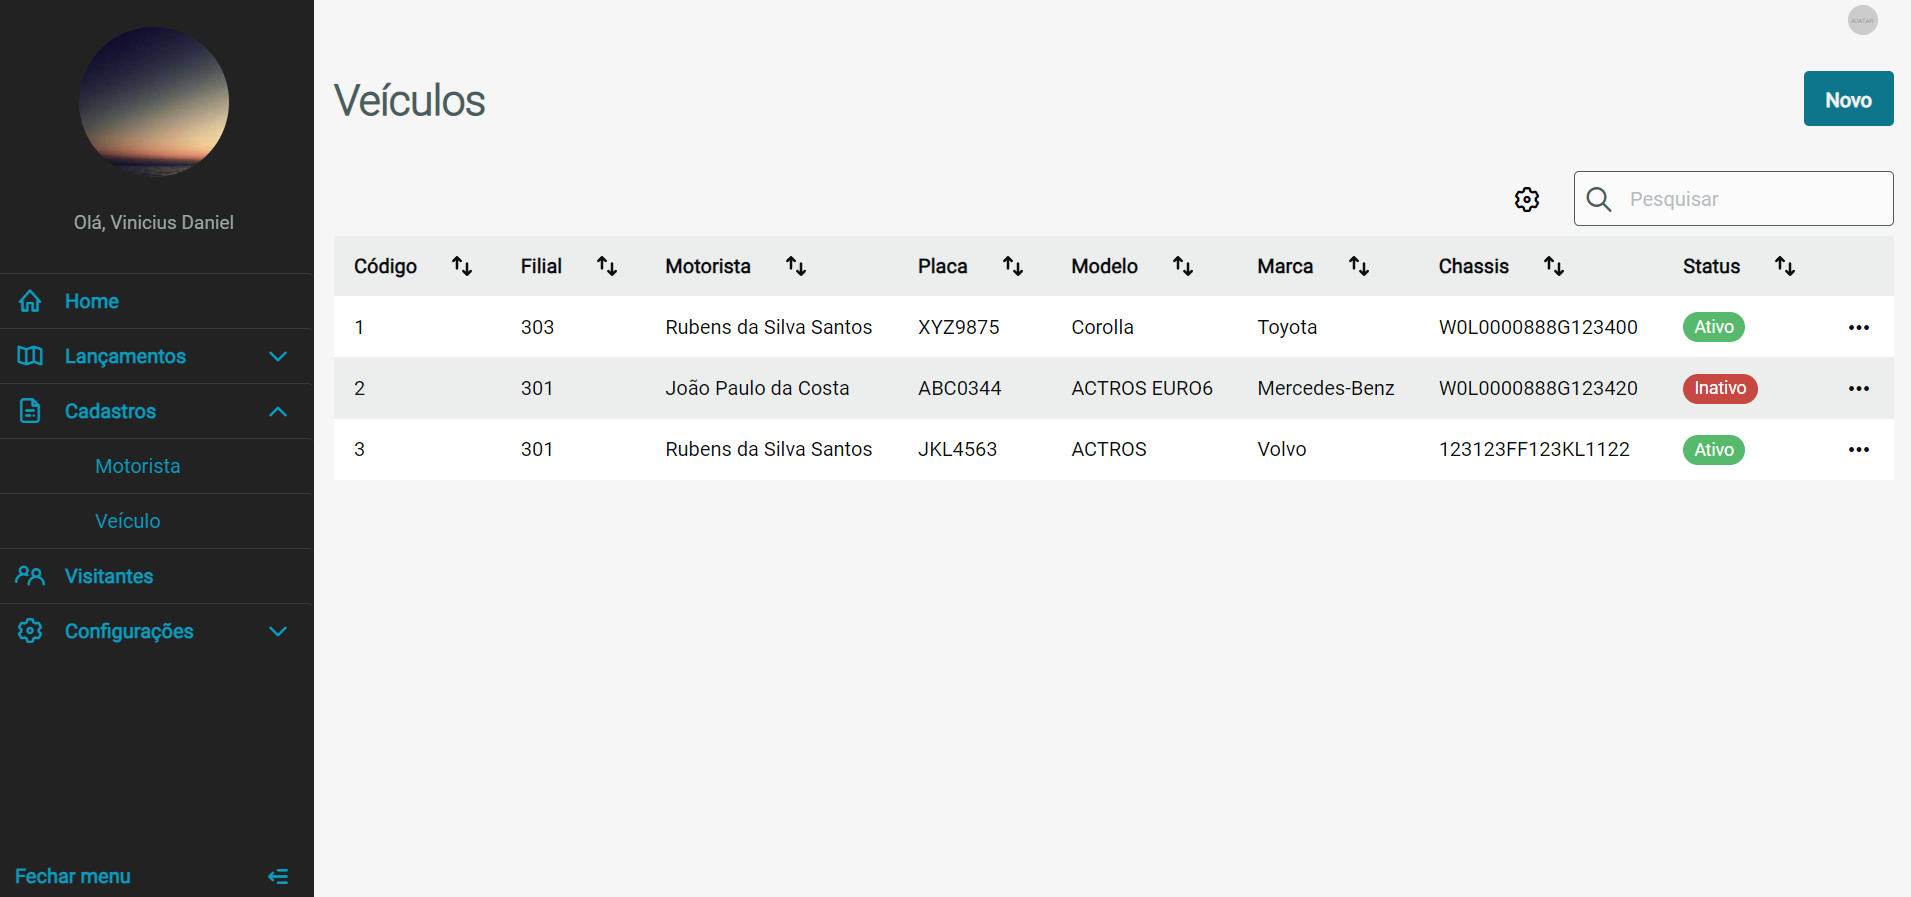 Olá, Vinicius Daniel
Home
Lançamentos
Cadastros
Motorista
Veículo
Visitantes
Configurações
Fechar menu
AVATAR
Veículos
Novo
Pesquisar
Código Filial Motorista Placa Modelo Marca Chassis Status
1 303 Rubens da Silva Santos XYZ9875 Corolla Toyota W0L0000888G123400 Ativo
2 301 João Paulo da Costa ABC0344 ACTROS EURO6 Mercedes-Benz W0L0000888G123420 Inativo
3 301 Rubens da Silva Santos JKL4563 ACTROS Volvo 123123FF123KL1122 Ativo